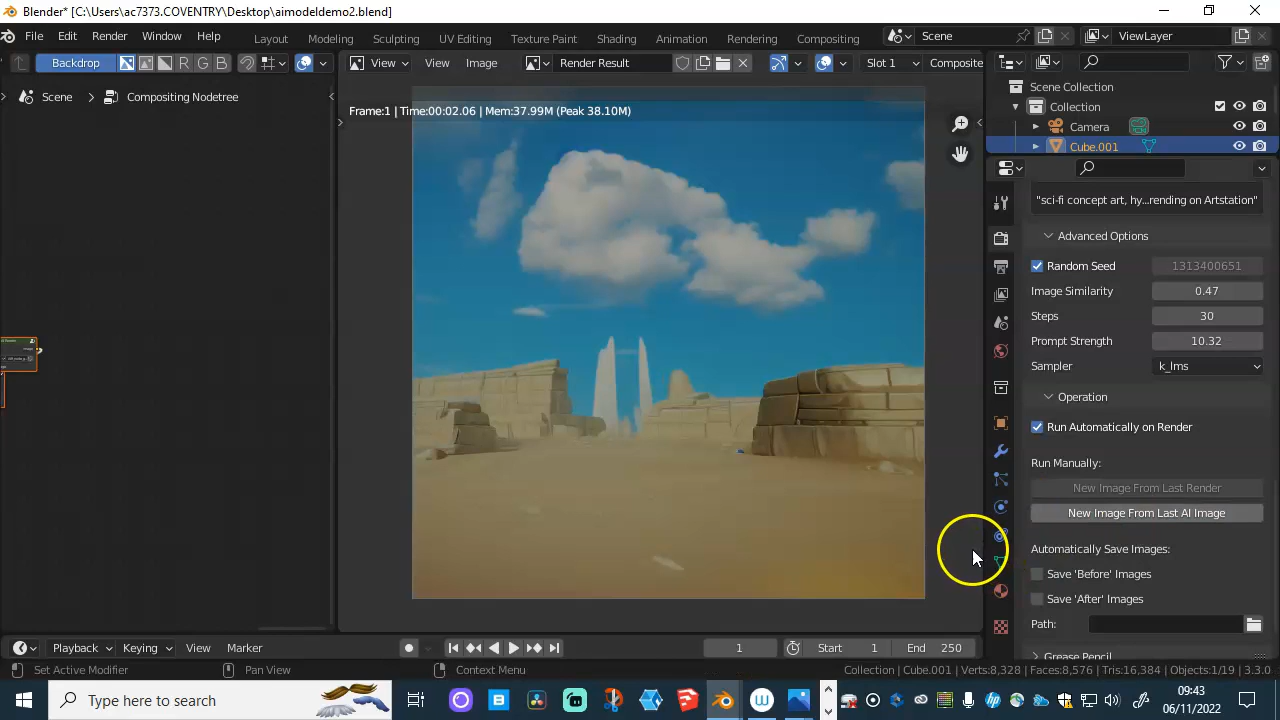 Blender* [C:\Users\ac7373.COVENTRY\Desktop\aimodeldemo2.blend]
File Edit Render Window Help Layout Modeling Sculpting UV Editing Texture Paint Shading Animation Rendering Compositing Scene ViewLayer
Backdrop R G B View View Image Render Result Slot 1 Composite
Scene > Compositing Nodetree
Frame:1 | Time:00:02.06 | Mem:37.99M (Peak 38.10M)
Scene Collection
Collection
Camera
Cube.001
"sci-fi concept art, hy...rending on Artstation"
Advanced Options
Random Seed 1313400651
Image Similarity 0.47
Steps 30
Prompt Strength 10.32
Sampler k_lms
Operation
Run Automatically on Render
Run Manually:
New Image From Last Render
New Image From Last AI Image
Automatically Save Images:
Save 'Before' Images
Save 'After' Images
Path:
Grease Pencil
Playback Keying View Marker 1 Start 1 End 250
Set Active Modifier Pan View Context Menu Collection | Cube.001 | Verts:8,328 | Faces:8,576 | Tris:16,384 | Objects:1/19 | 3.3.0
Type here to search
09:43
06/11/2022